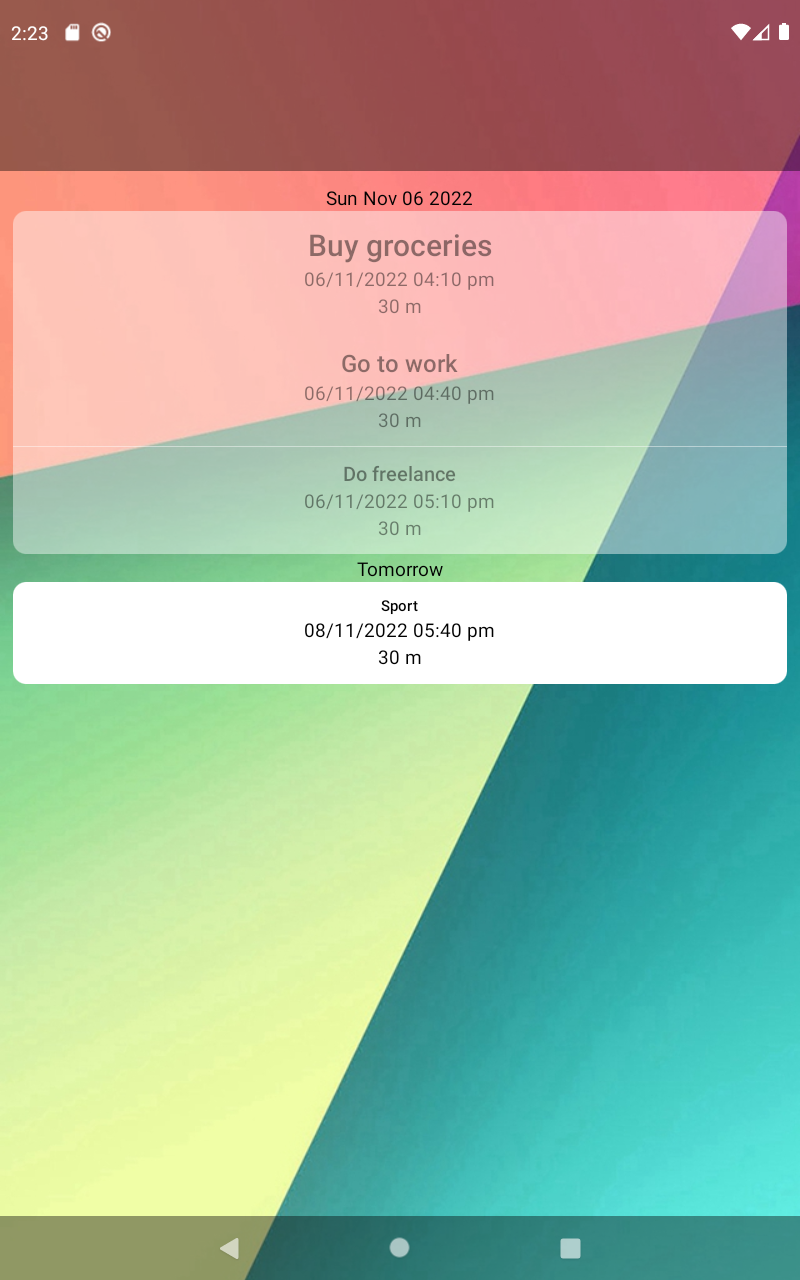 2:23
Sun Nov 06 2022
Buy groceries
06/11/2022 04:10 pm
30 m
Go to work
06/11/2022 04:40 pm
30 m
Do freelance
06/11/2022 05:10 pm
30 m
Tomorrow
Sport
08/11/2022 05:40 pm
30 m